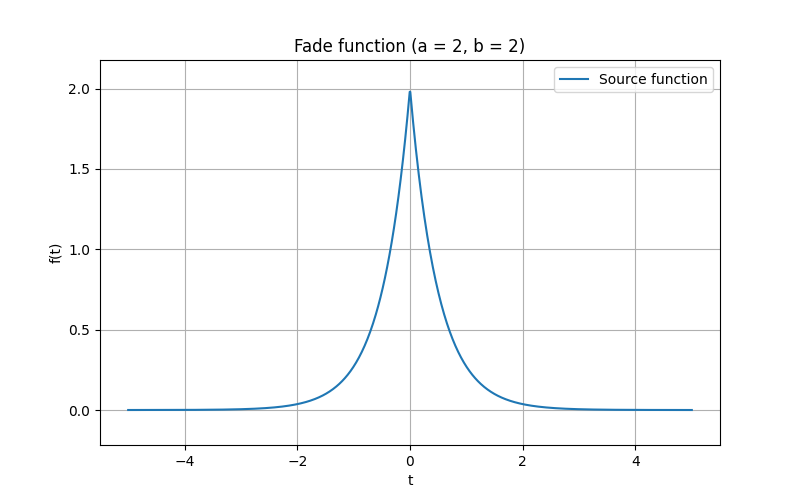 Fade function (a = 2, b = 2)
Source function
2.0
1.5
1.0
0.5
0.0
f(t)
−4 −2 0 2 4
t